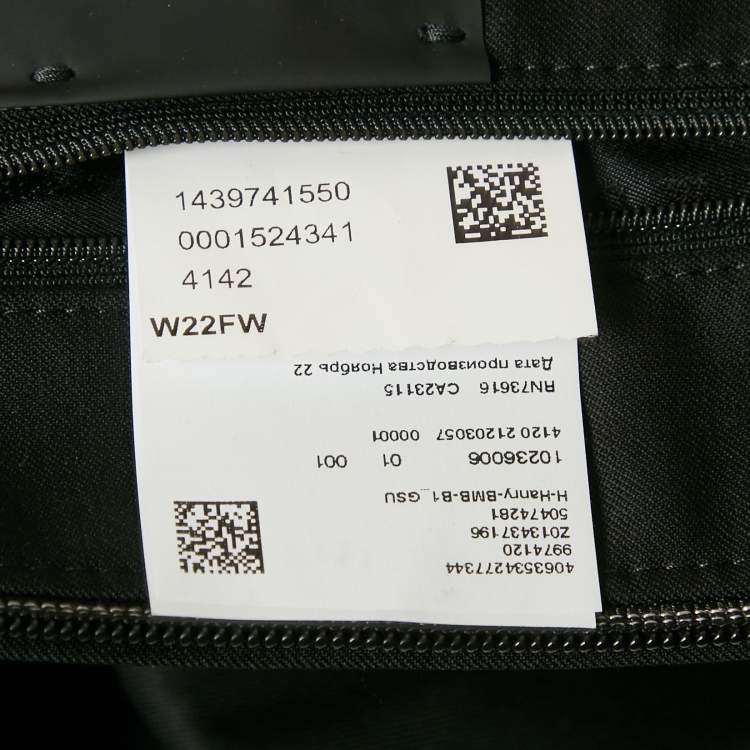 1439741550
0001524341
4142
W22FW
4063534277344
9974120
Z013437196
50474281
H-Hanry-BMB-B1_GSU
10236006 01 001
4120 21203057 00001
RN73616 CA23115
Дата производства Ноябрь 22